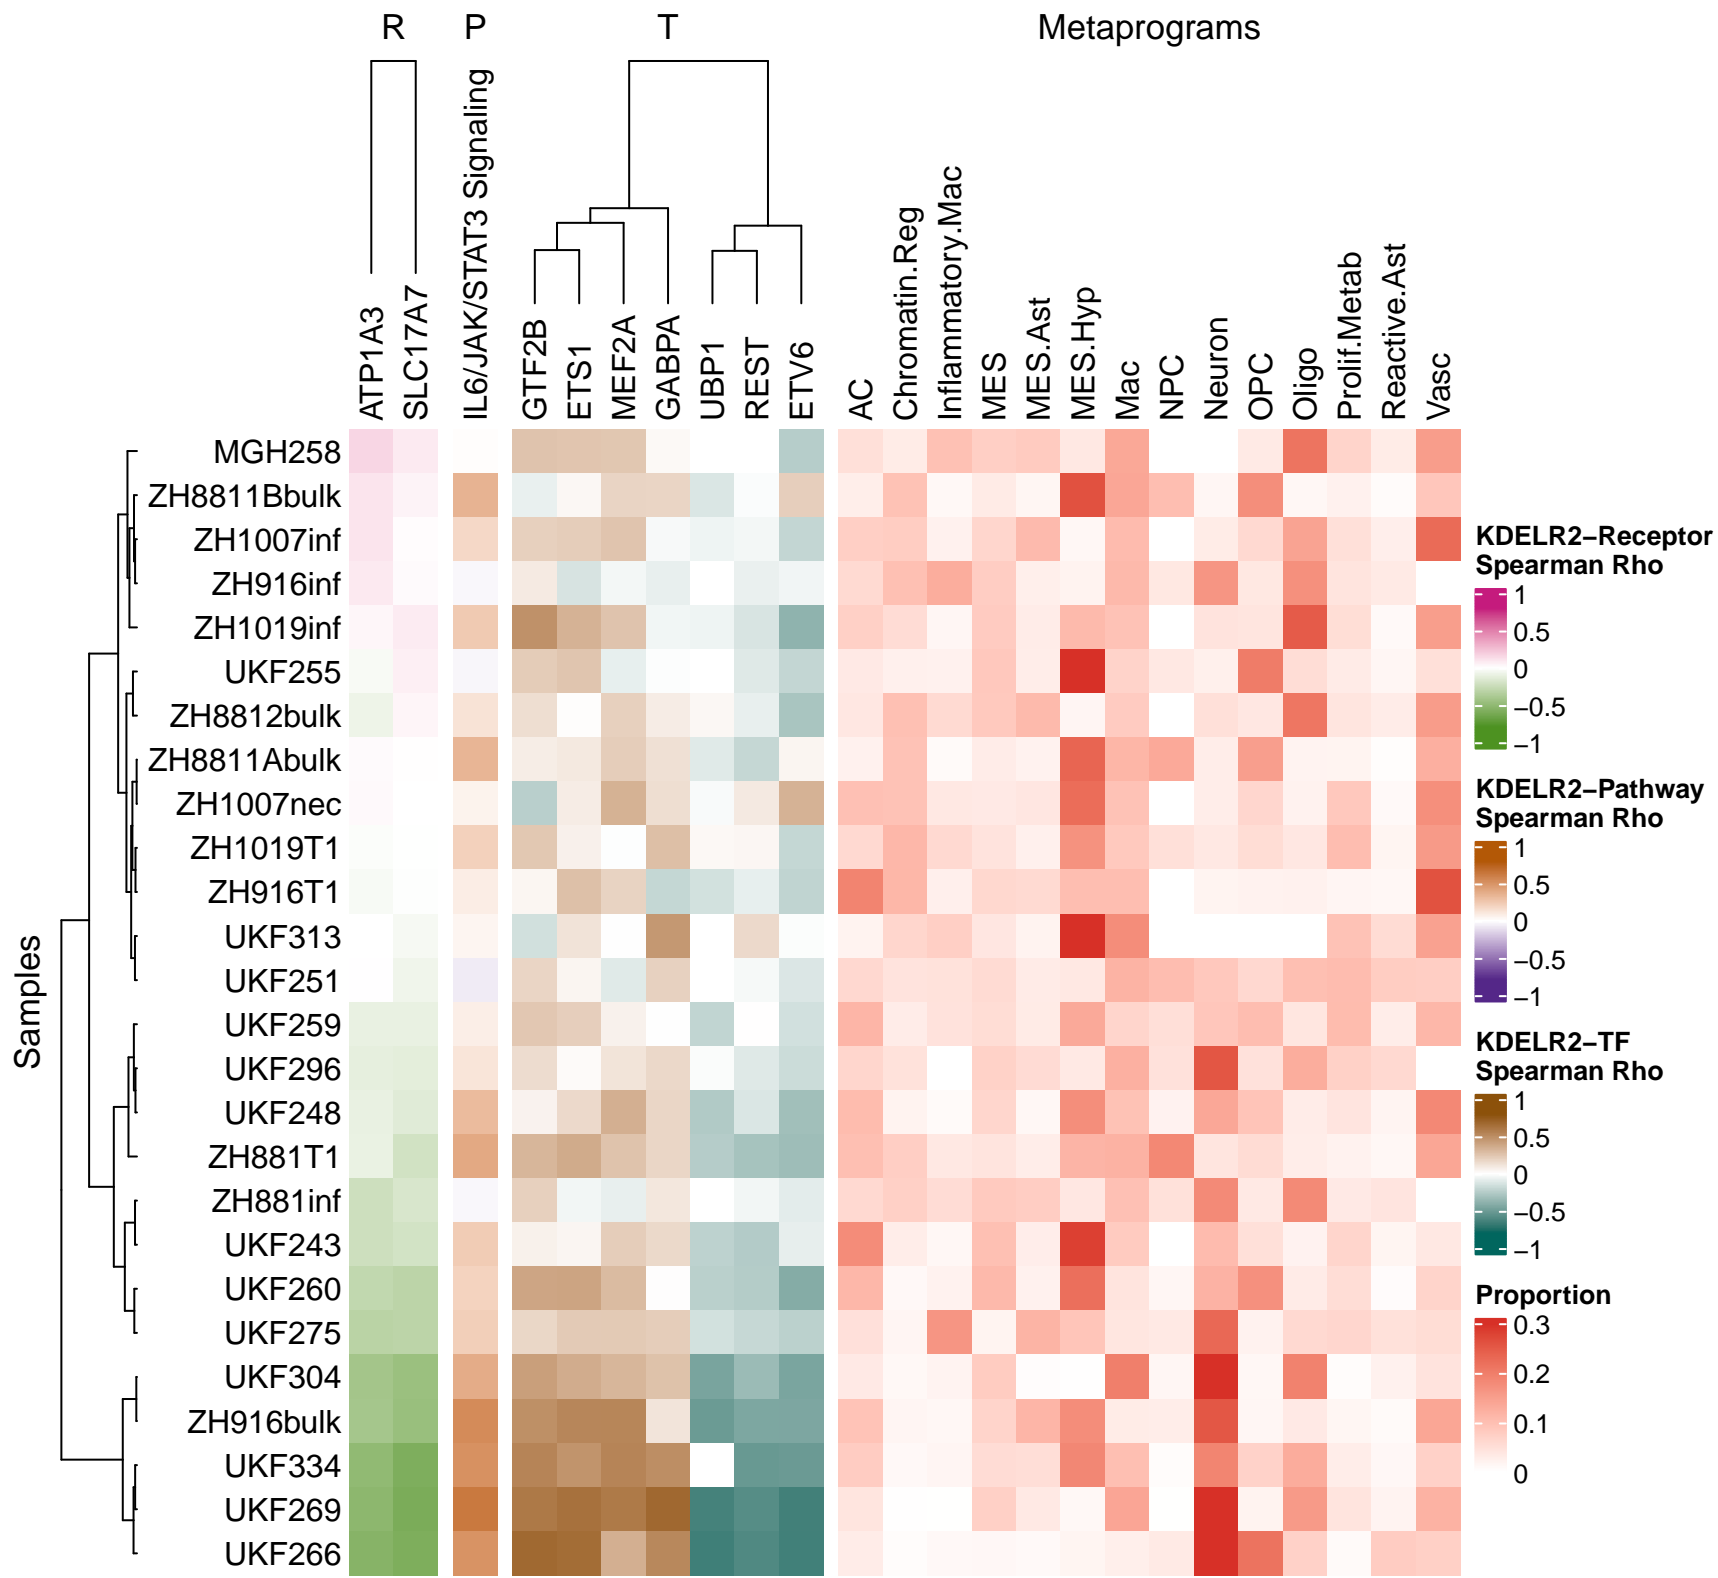 R P T Metaprograms
ATP1A3
SLC17A7
IL6/JAK/STAT3 Signaling
GTF2B
ETS1
MEF2A
GABPA
UBP1
REST
ETV6
AC
Chromatin.Reg
Inflammatory.Mac
MES
MES.Ast
MES.Hyp
Mac
NPC
Neuron
OPC
Oligo
Prolif.Metab
Reactive.Ast
Vasc
Samples
MGH258
ZH8811Bbulk
ZH1007inf
ZH916inf
ZH1019inf
UKF255
ZH8812bulk
ZH8811Abulk
ZH1007nec
ZH1019T1
ZH916T1
UKF313
UKF251
UKF259
UKF296
UKF248
ZH881T1
ZH881inf
UKF243
UKF260
UKF275
UKF304
ZH916bulk
UKF334
UKF269
UKF266
KDELR2−Receptor
Spearman Rho
1
0.5
0
−0.5
−1
KDELR2−Pathway
Spearman Rho
1
0.5
0
−0.5
−1
KDELR2−TF
Spearman Rho
1
0.5
0
−0.5
−1
Proportion
0.3
0.2
0.1
0